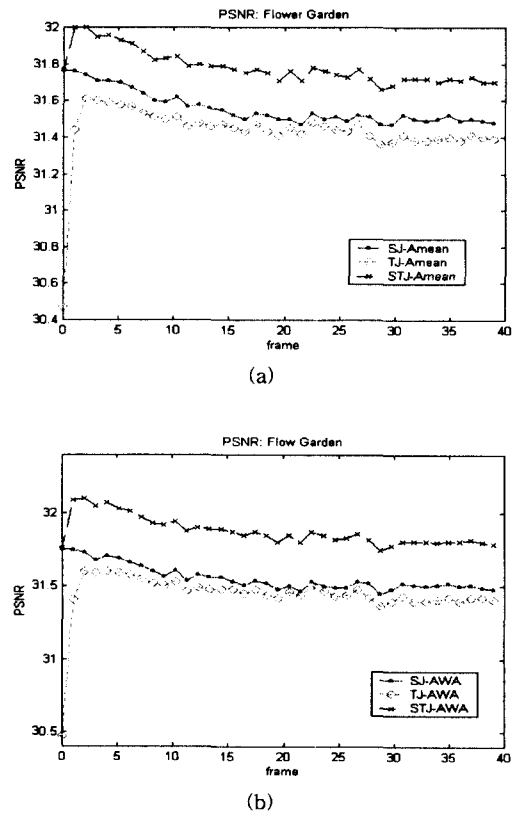 PSNR: Flower Garden
32
31.8
31.6
31.4
31.2
31
30.8
30.6
30.4
PSNR
SJ-Amean
TJ-Amean
STJ-Amean
0 5 10 15 20 25 30 35 40
frame
(a)
PSNR: Flow Garden
32
31.5
31
30.5
PSNR
SJ-AWA
TJ-AWA
STJ-AWA
0 5 10 15 20 25 30 35 40
frame
(b)